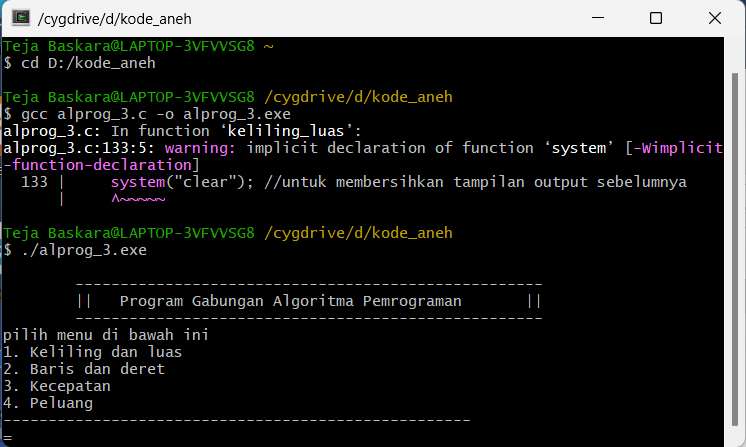 /cygdrive/d/kode_aneh
Teja Baskara@LAPTOP-3VFVVSG8 ~
$ cd D:/kode_aneh
Teja Baskara@LAPTOP-3VFVVSG8 /cygdrive/d/kode_aneh
$ gcc alprog_3.c -o alprog_3.exe
alprog_3.c: In function ‘keliling_luas’:
alprog_3.c:133:5: warning: implicit declaration of function ‘system’ [-Wimplicit
-function-declaration]
  133 |     system("clear"); //untuk membersihkan tampilan output sebelumnya
      |     ^~~~~~
Teja Baskara@LAPTOP-3VFVVSG8 /cygdrive/d/kode_aneh
$ ./alprog_3.exe
        ----------------------------------------------------
        ||   Program Gabungan Algoritma Pemrograman       ||
        ----------------------------------------------------
pilih menu di bawah ini
1. Keliling dan luas
2. Baris dan deret
3. Kecepatan
4. Peluang
----------------------------------------------------
=